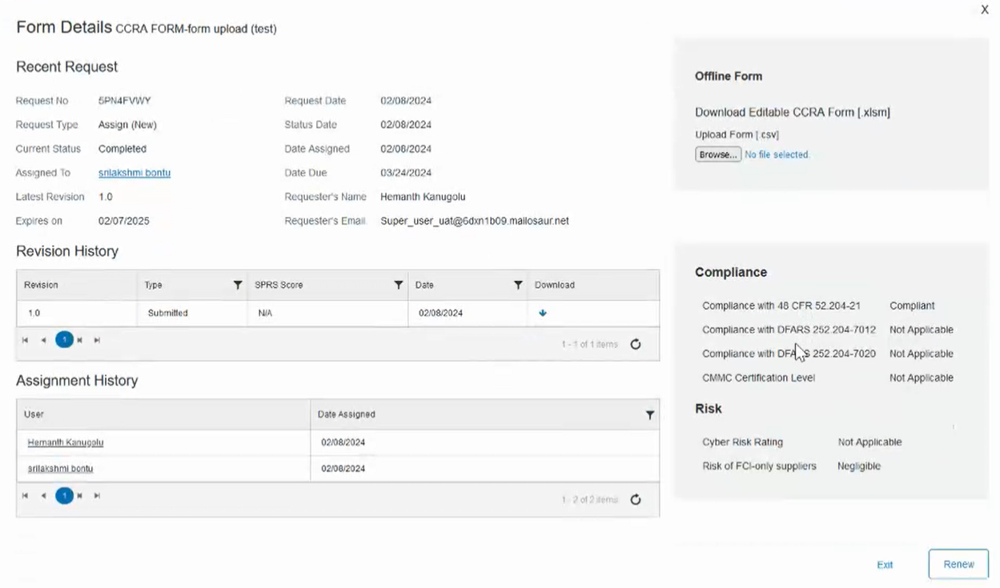 X
Form Details CCRA FORM-form upload (test)
Recent Request
Request No 5PN4FVWY Request Date 02/08/2024
Request Type Assign (New) Status Date 02/08/2024
Current Status Completed Date Assigned 02/08/2024
Assigned To srilakshmi bontu Date Due 03/24/2024
Latest Revision 1.0 Requester's Name Hemanth Kanugolu
Expires on 02/07/2025 Requester's Email Super_user_uat@6dxn1b09.mailosaur.net
Revision History
Revision Type SPRS Score Date Download
1.0 Submitted N/A 02/08/2024
1
1 - 1 of 1 items
Assignment History
User Date Assigned
Hemanth Kanugolu 02/08/2024
srilakshmi bontu 02/08/2024
1
1 - 2 of 2 items
Offline Form
Download Editable CCRA Form [.xlsm]
Upload Form [.csv]
Browse... No file selected.
Compliance
Compliance with 48 CFR 52.204-21 Compliant
Compliance with DFARS 252.204-7012 Not Applicable
Compliance with DFARS 252.204-7020 Not Applicable
CMMC Certification Level Not Applicable
Risk
Cyber Risk Rating Not Applicable
Risk of FCI-only suppliers Negligible
Exit Renew